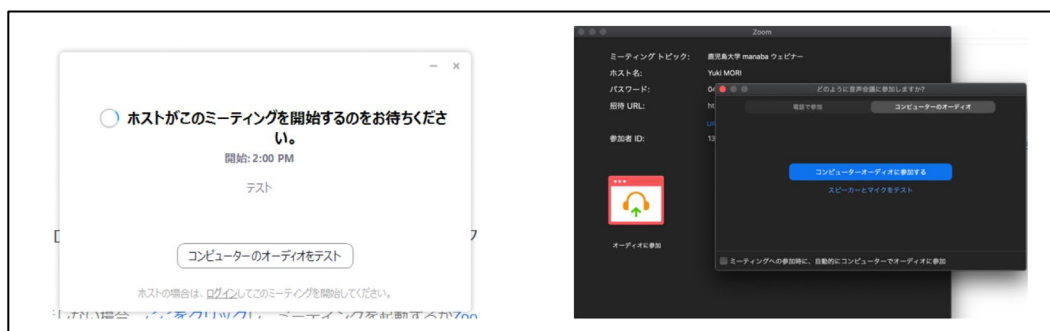 ホストがこのミーティングを開始するのをお待ちくださ
い。
開始: 2:00 PM
テスト
コンピューターのオーディオをテスト
ホストの場合は、ログインしてこのミーティングを開始してください。
Zoom
ミーティング トピック: 鹿児島大学 manaba ウェビナー
ホスト名: Yuki MORI
パスワード:
招待 URL:
参加者 ID: 13
オーディオに参加
どのように音声会議に参加しますか?
電話で参加 コンピューターのオーディオ
コンピューターオーディオに参加する
スピーカーとマイクをテスト
ミーティングへの参加時に、自動的にコンピューターでオーディオに参加